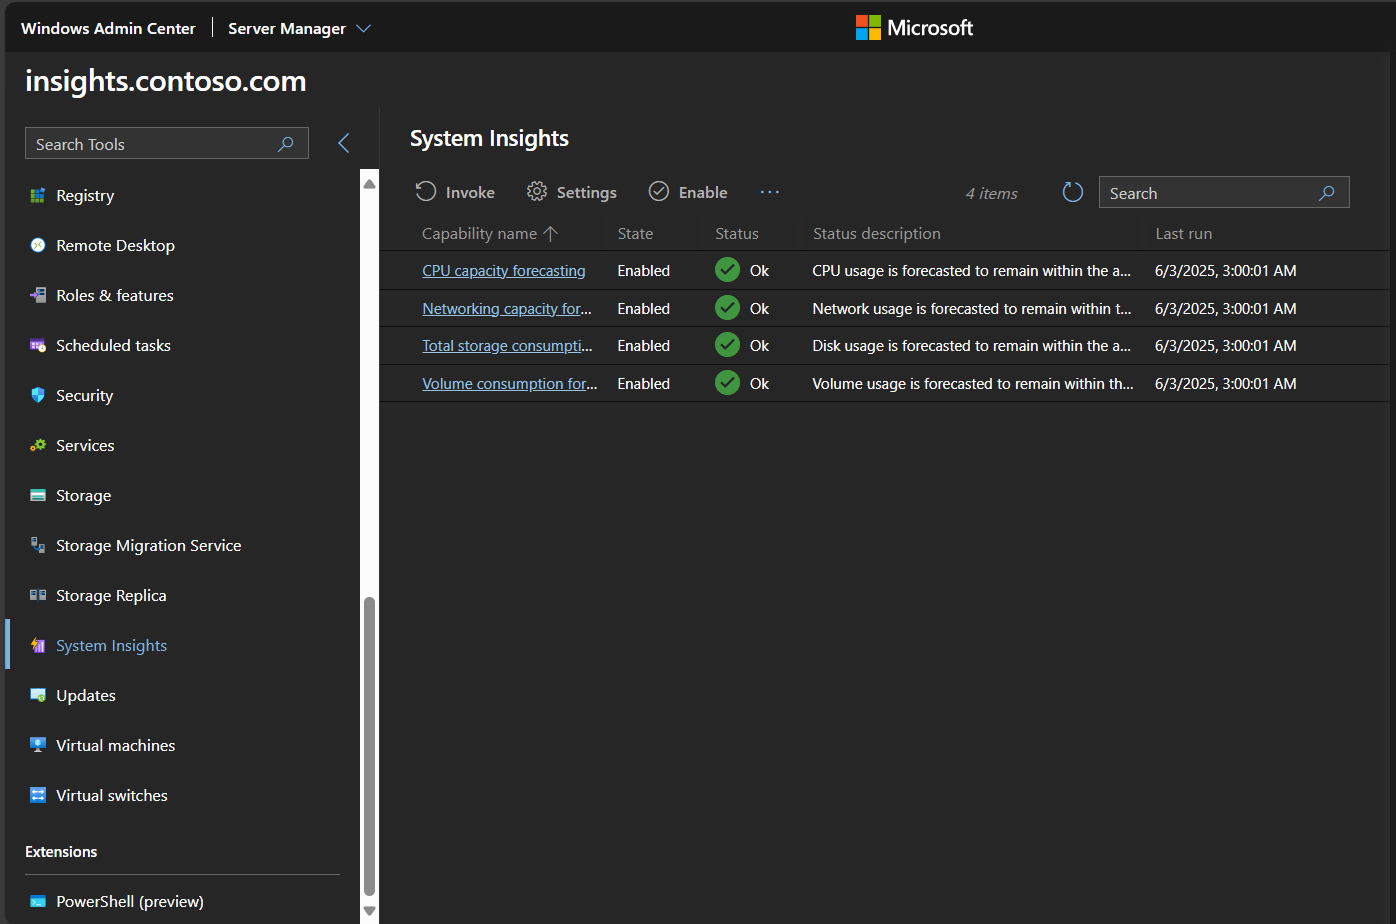 Windows Admin Center | Server Manager
Microsoft
insights.contoso.com
Search Tools
Registry
Remote Desktop
Roles & features
Scheduled tasks
Security
Services
Storage
Storage Migration Service
Storage Replica
System Insights
Updates
Virtual machines
Virtual switches
Extensions
PowerShell (preview)
System Insights
Invoke Settings Enable ... 4 items Search
Capability name State Status Status description Last run
CPU capacity forecasting Enabled Ok CPU usage is forecasted to remain within the a... 6/3/2025, 3:00:01 AM
Networking capacity for... Enabled Ok Network usage is forecasted to remain within t... 6/3/2025, 3:00:01 AM
Total storage consumpti... Enabled Ok Disk usage is forecasted to remain within the a... 6/3/2025, 3:00:01 AM
Volume consumption for... Enabled Ok Volume usage is forecasted to remain within th... 6/3/2025, 3:00:01 AM